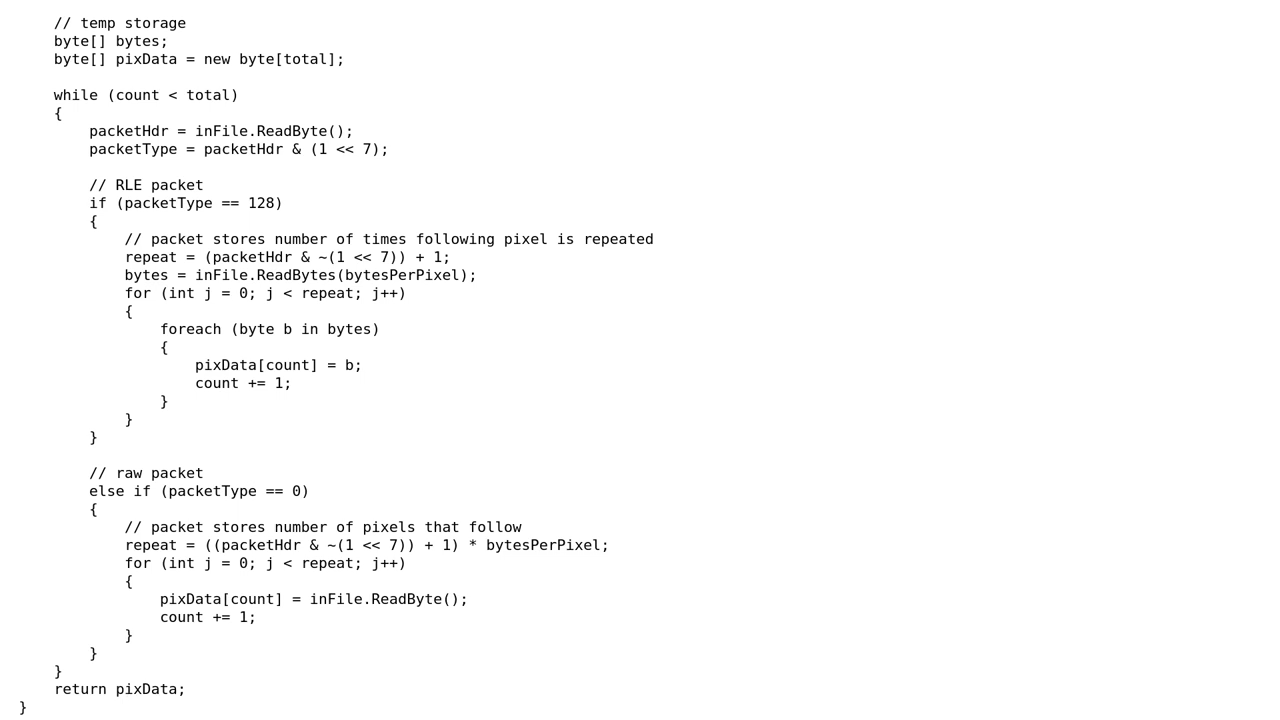 // temp storage
    byte[] bytes;
    byte[] pixData = new byte[total];

    while (count < total)
    {
        packetHdr = inFile.ReadByte();
        packetType = packetHdr & (1 << 7);

        // RLE packet
        if (packetType == 128)
        {
            // packet stores number of times following pixel is repeated
            repeat = (packetHdr & ~(1 << 7)) + 1;
            bytes = inFile.ReadBytes(bytesPerPixel);
            for (int j = 0; j < repeat; j++)
            {
                foreach (byte b in bytes)
                {
                    pixData[count] = b;
                    count += 1;
                }
            }
        }

        // raw packet
        else if (packetType == 0)
        {
            // packet stores number of pixels that follow
            repeat = ((packetHdr & ~(1 << 7)) + 1) * bytesPerPixel;
            for (int j = 0; j < repeat; j++)
            {
                pixData[count] = inFile.ReadByte();
                count += 1;
            }
        }
    }
    return pixData;
}